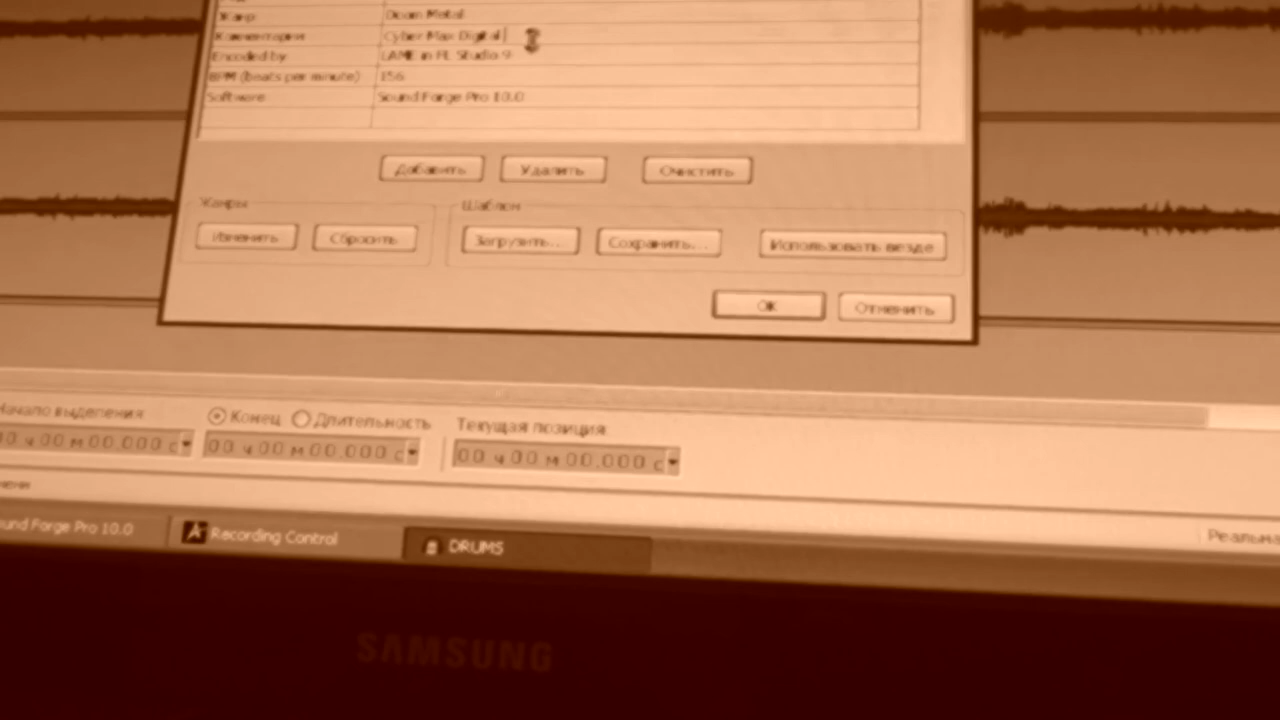 Жанр Doom Metal
Комментарии Cyber Max Digital
Encoded by LAME in FL Studio 9
BPM (beats per minute) 156
Software Sound Forge Pro 10.0
Добавить Удалить Очистить
Жанры Шаблон
Изменить Сбросить Загрузить... Сохранить... Использовать везде
OK Отменить
Начало выделения Конец Длительность Текущая позиция
00 ч 00 м 00.000 с 00 ч 00 м 00.000 с 00 ч 00 м 00.000 с
Sound Forge Pro 10.0 Recording Control DRUMS
SAMSUNG